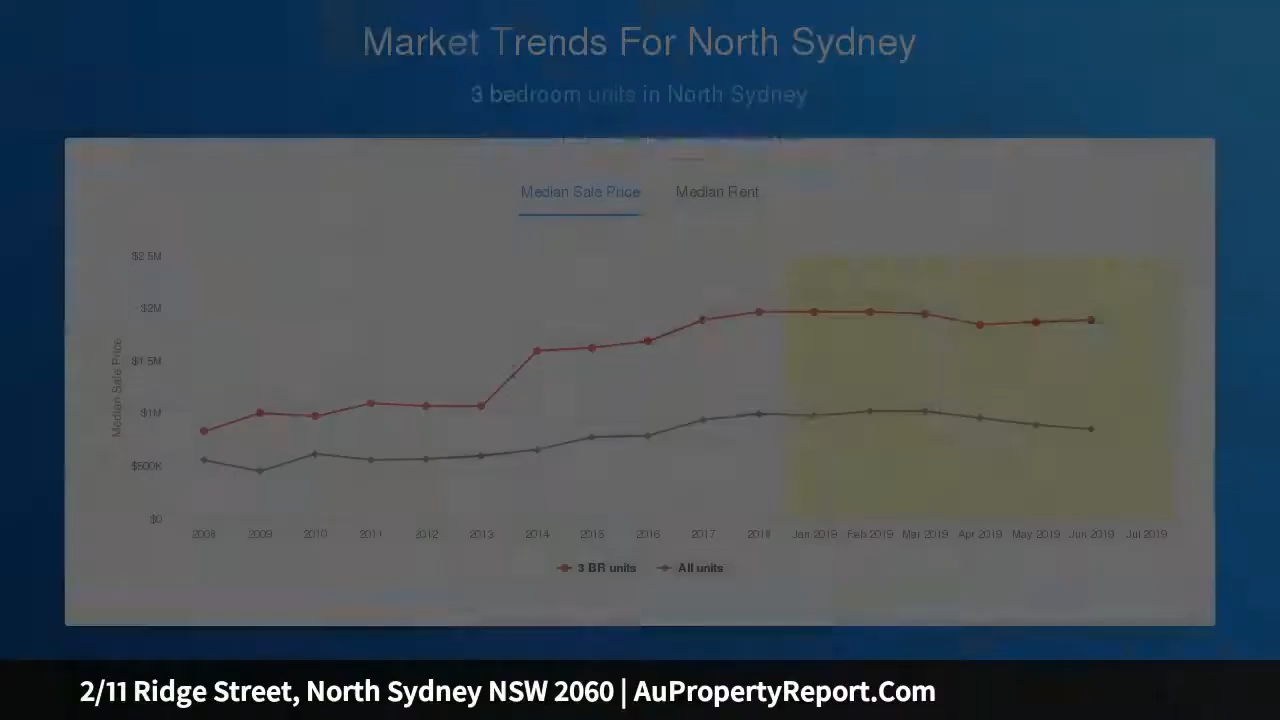 Market Trends For North Sydney
3 bedroom units in North Sydney
Median Sale Price Median Rent
Median Sale Price
$2.5M
$2M
$1.5M
$1M
$500K
$0
2008 2009 2010 2011 2012 2013 2014 2015 2016 2017 2018 Jan 2019 Feb 2019 Mar 2019 Apr 2019 May 2019 Jun 2019 Jul 2019
3 BR units All units
2/11 Ridge Street, North Sydney NSW 2060 | AuPropertyReport.Com